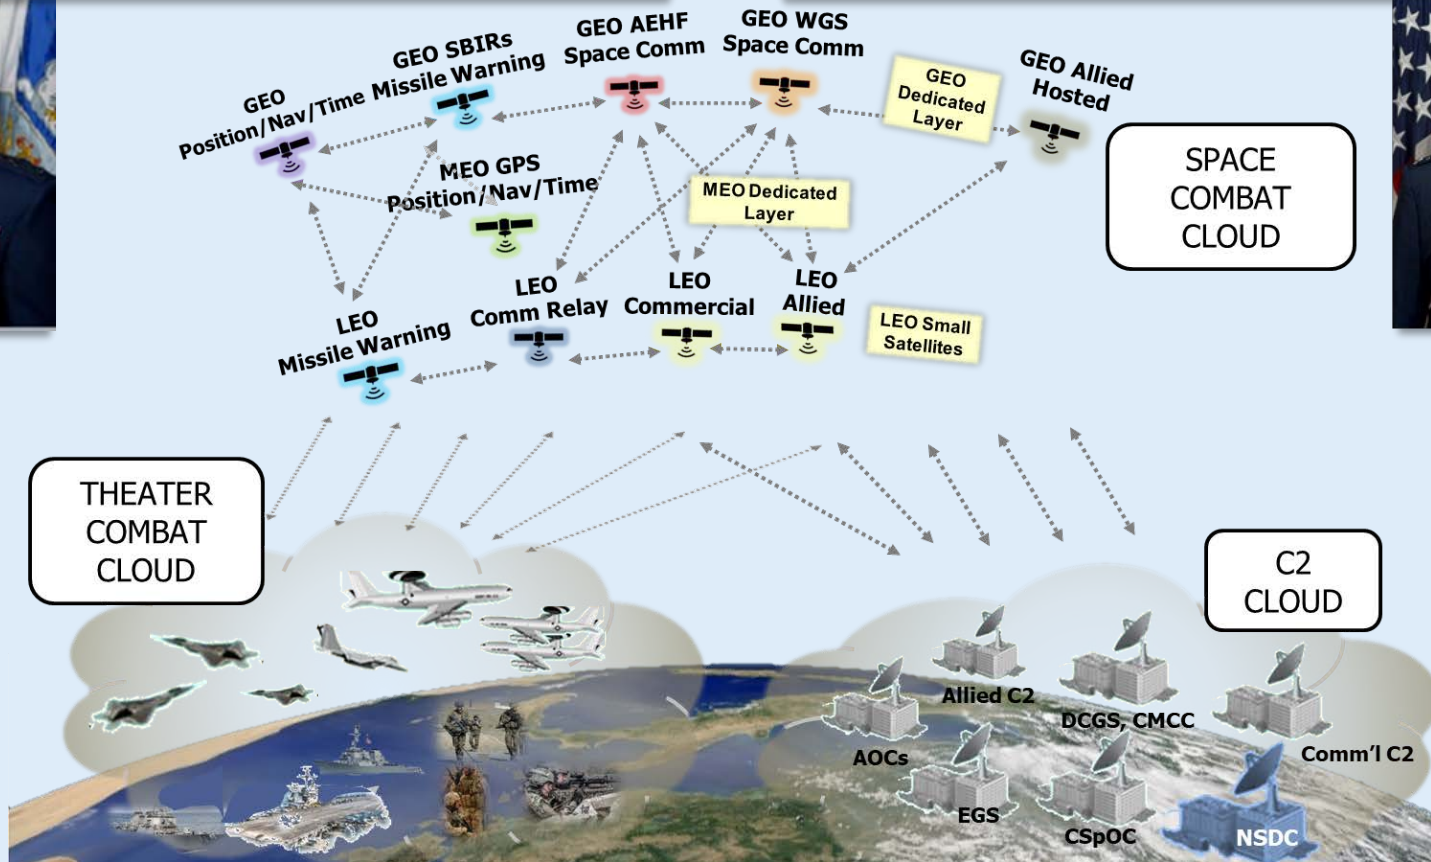 GEO AEHF
Space Comm
GEO WGS
Space Comm
GEO SBIRs
Missile Warning
GEO
Position/Nav/Time
GEO
Dedicated
Layer
GEO Allied
Hosted
SPACE
COMBAT
CLOUD
MEO GPS
Position/Nav/Time
MEO Dedicated
Layer
LEO
Missile Warning
LEO
Comm Relay
LEO
Commercial
LEO
Allied
LEO Small
Satellites
THEATER
COMBAT
CLOUD
C2
CLOUD
Allied C2
DCGS, CMCC
AOCs
Comm'l C2
EGS
CSpOC
NSDC